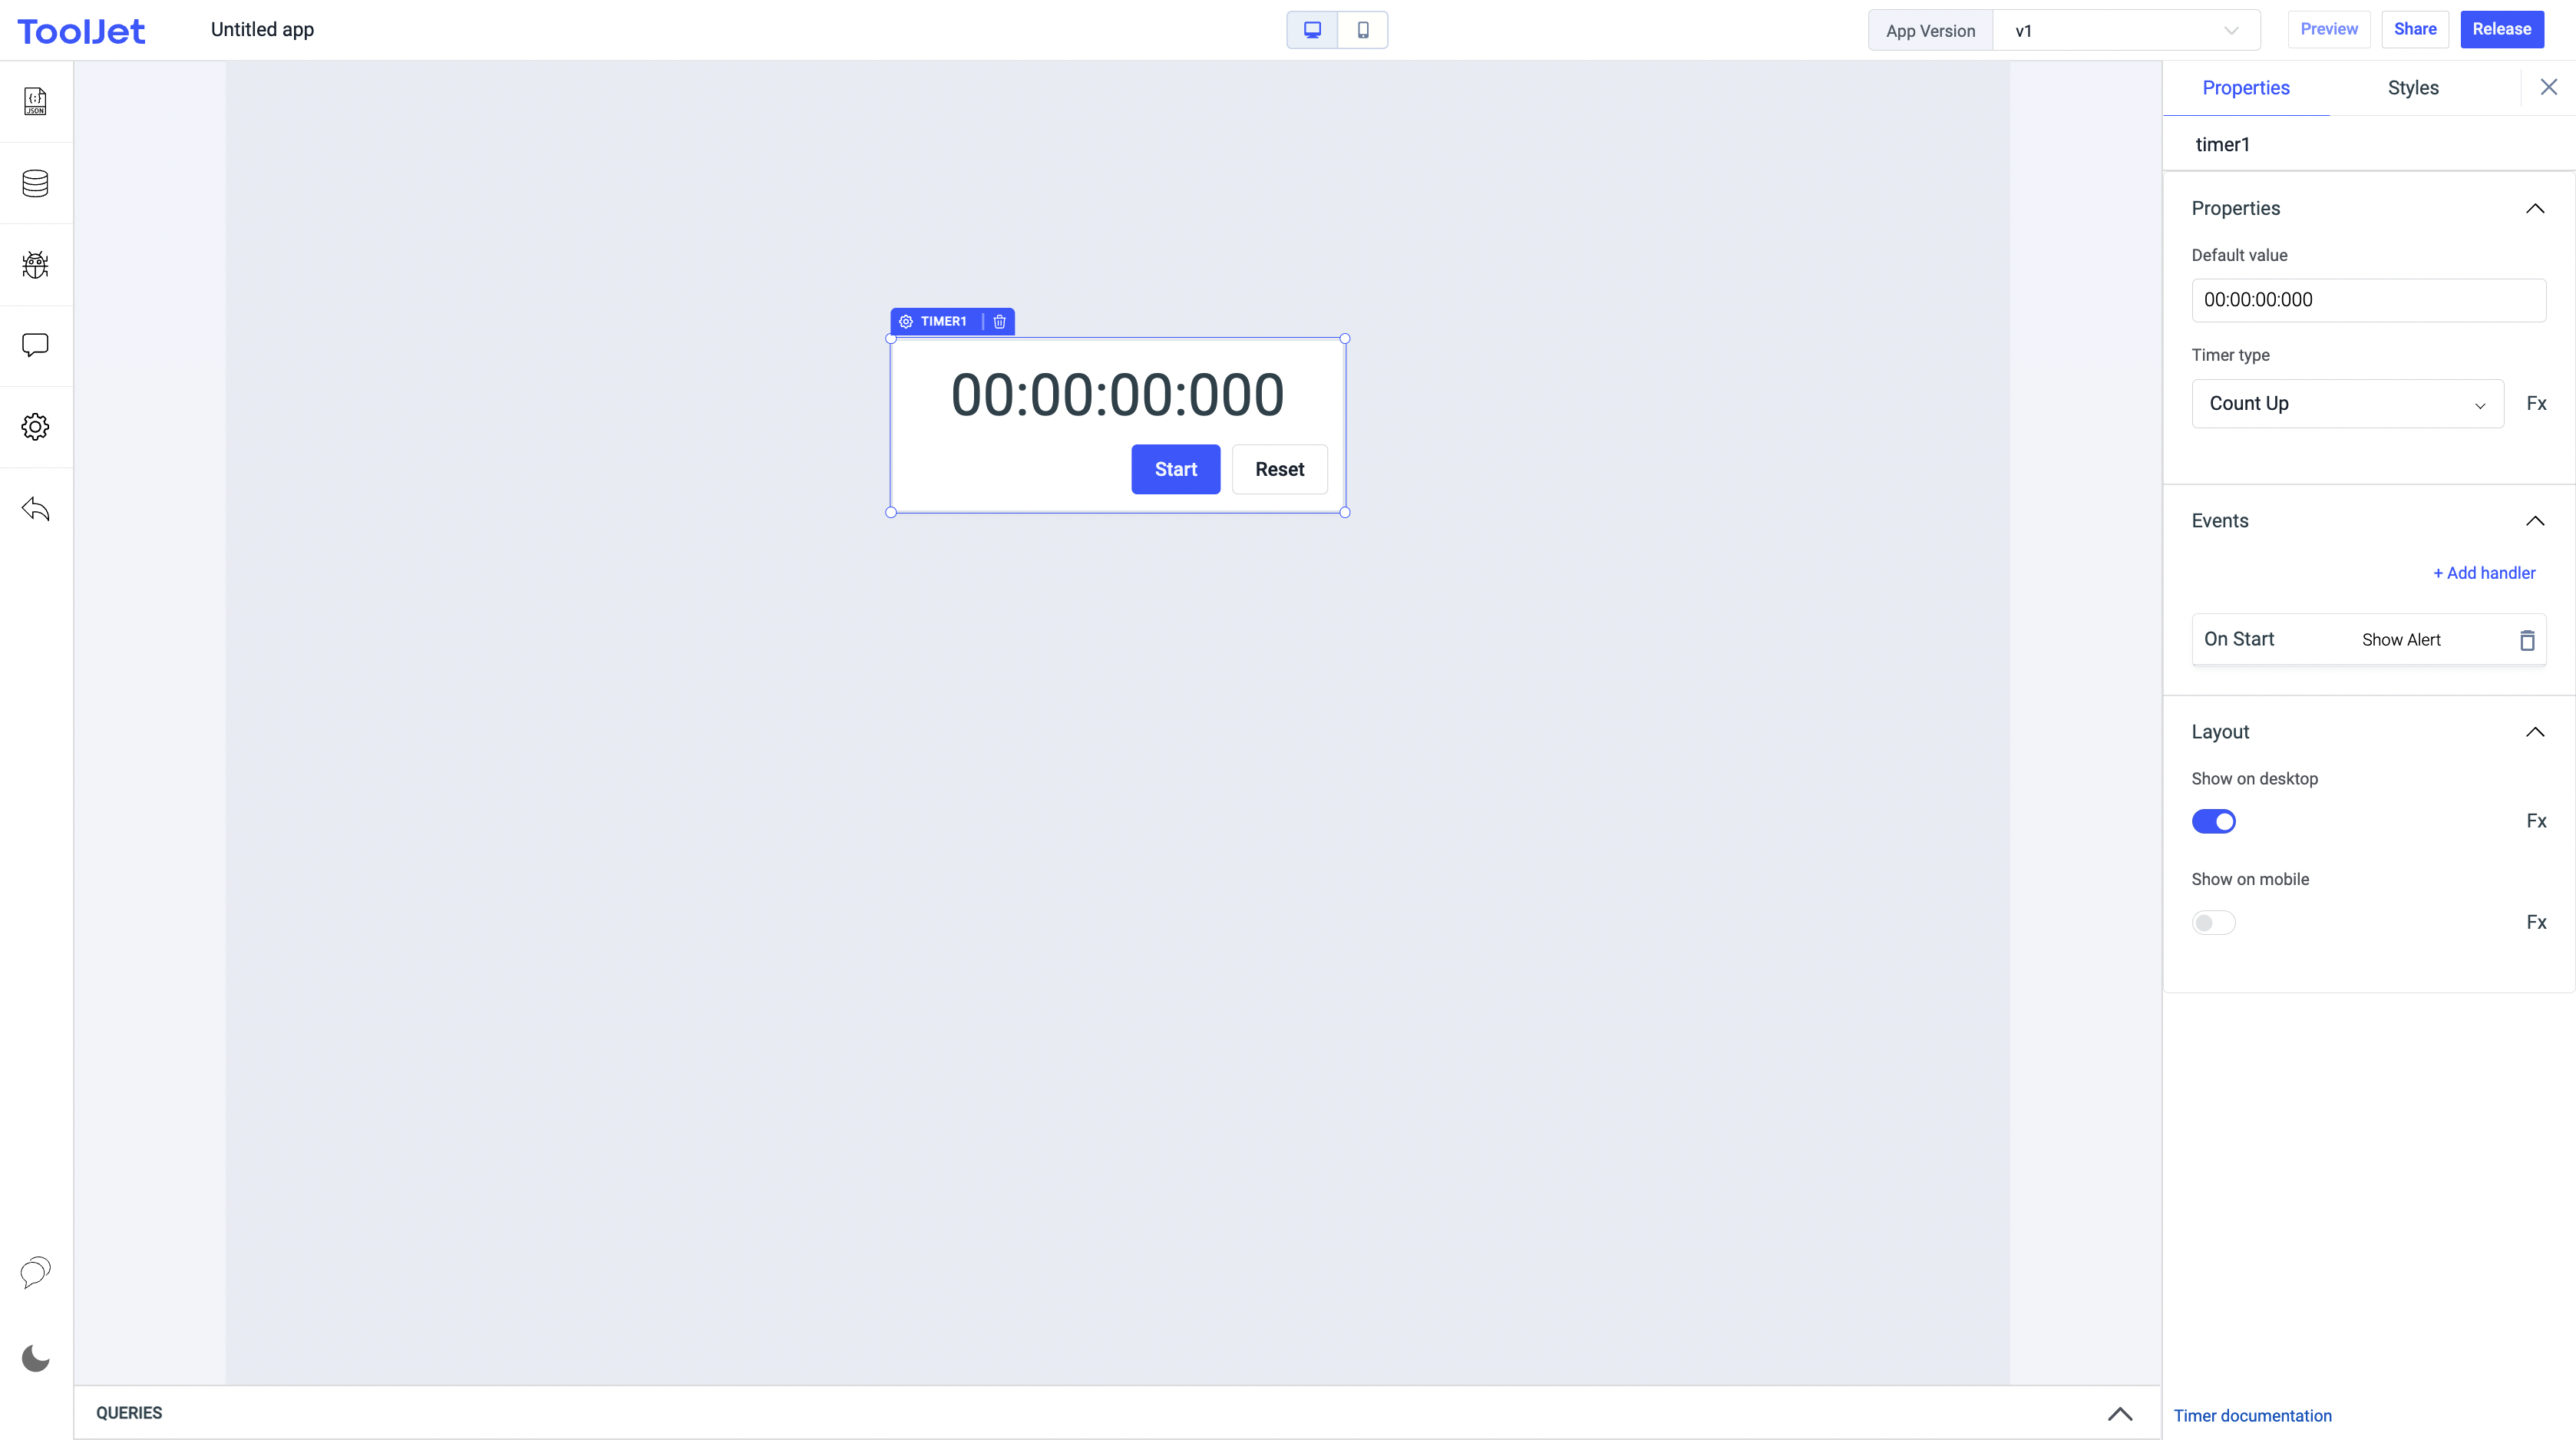 ToolJet
Untitled app
App Version
v1
Preview
Share
Release
{;}
JSON
Properties
Styles
timer1
Properties
Default value
00:00:00:000
Timer type
Count Up
Fx
TIMER1
00:00:00:000
Start
Reset
Events
+ Add handler
On Start
Show Alert
Layout
Show on desktop
Fx
Show on mobile
Fx
QUERIES
Timer documentation